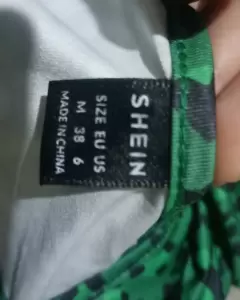 SHEIN
SIZE EU US
M 38 6
MADE IN CHINA